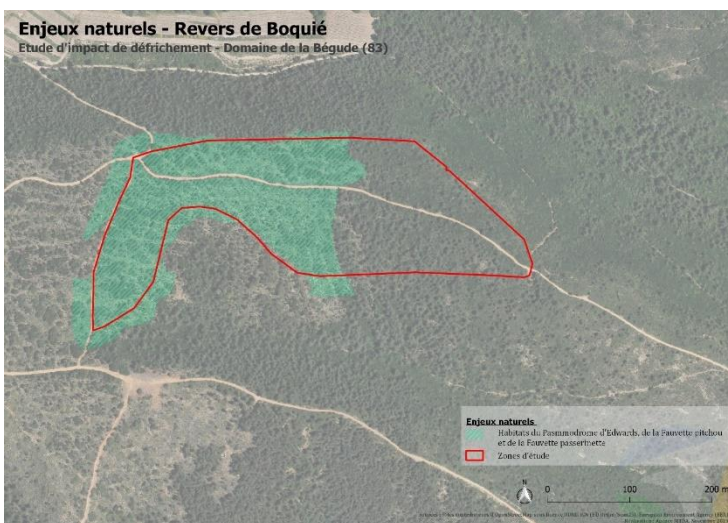 Enjeux naturels - Revers de Boquié
Etude d'impact de défrichement - Domaine de la Bégude (83)
Enjeux naturels
Habitats du Psammodrome d'Edwards, de la Fauvette pitchou
et de la Fauvette passerinette
Zones d'étude
0 100 200 m